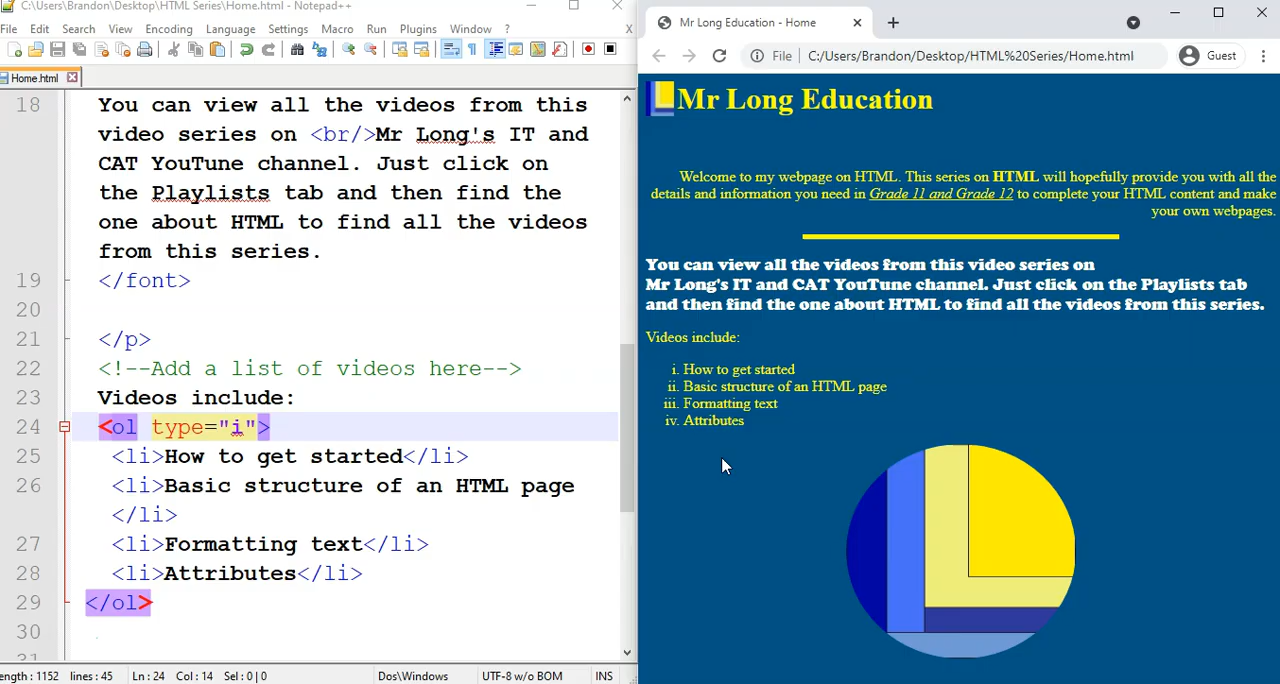 C:\Users\Brandon\Desktop\HTML Series\Home.html - Notepad++
File Edit Search View Encoding Language Settings Macro Run Plugins Window ? X
Home.html
18 You can view all the videos from this
video series on <br/>Mr Long's IT and
CAT YouTune channel. Just click on
the Playlists tab and then find the
one about HTML to find all the videos
from this series.
19 </font>
20
21 </p>
22 <!--Add a list of videos here-->
23 Videos include:
24 <ol type="i">
25 <li>How to get started</li>
26 <li>Basic structure of an HTML page
</li>
27 <li>Formatting text</li>
28 <li>Attributes</li>
29 </ol>
30
31
ength : 1152 lines : 45 Ln : 24 Col : 14 Sel : 0 | 0 Dos\Windows UTF-8 w/o BOM INS
Mr Long Education - Home
File C:/Users/Brandon/Desktop/HTML%20Series/Home.html Guest
Mr Long Education
Welcome to my webpage on HTML. This series on HTML will hopefully provide you with all the
details and information you need in Grade 11 and Grade 12 to complete your HTML content and make
your own webpages.
You can view all the videos from this video series on
Mr Long's IT and CAT YouTune channel. Just click on the Playlists tab
and then find the one about HTML to find all the videos from this series.
Videos include:
i. How to get started
ii. Basic structure of an HTML page
iii. Formatting text
iv. Attributes